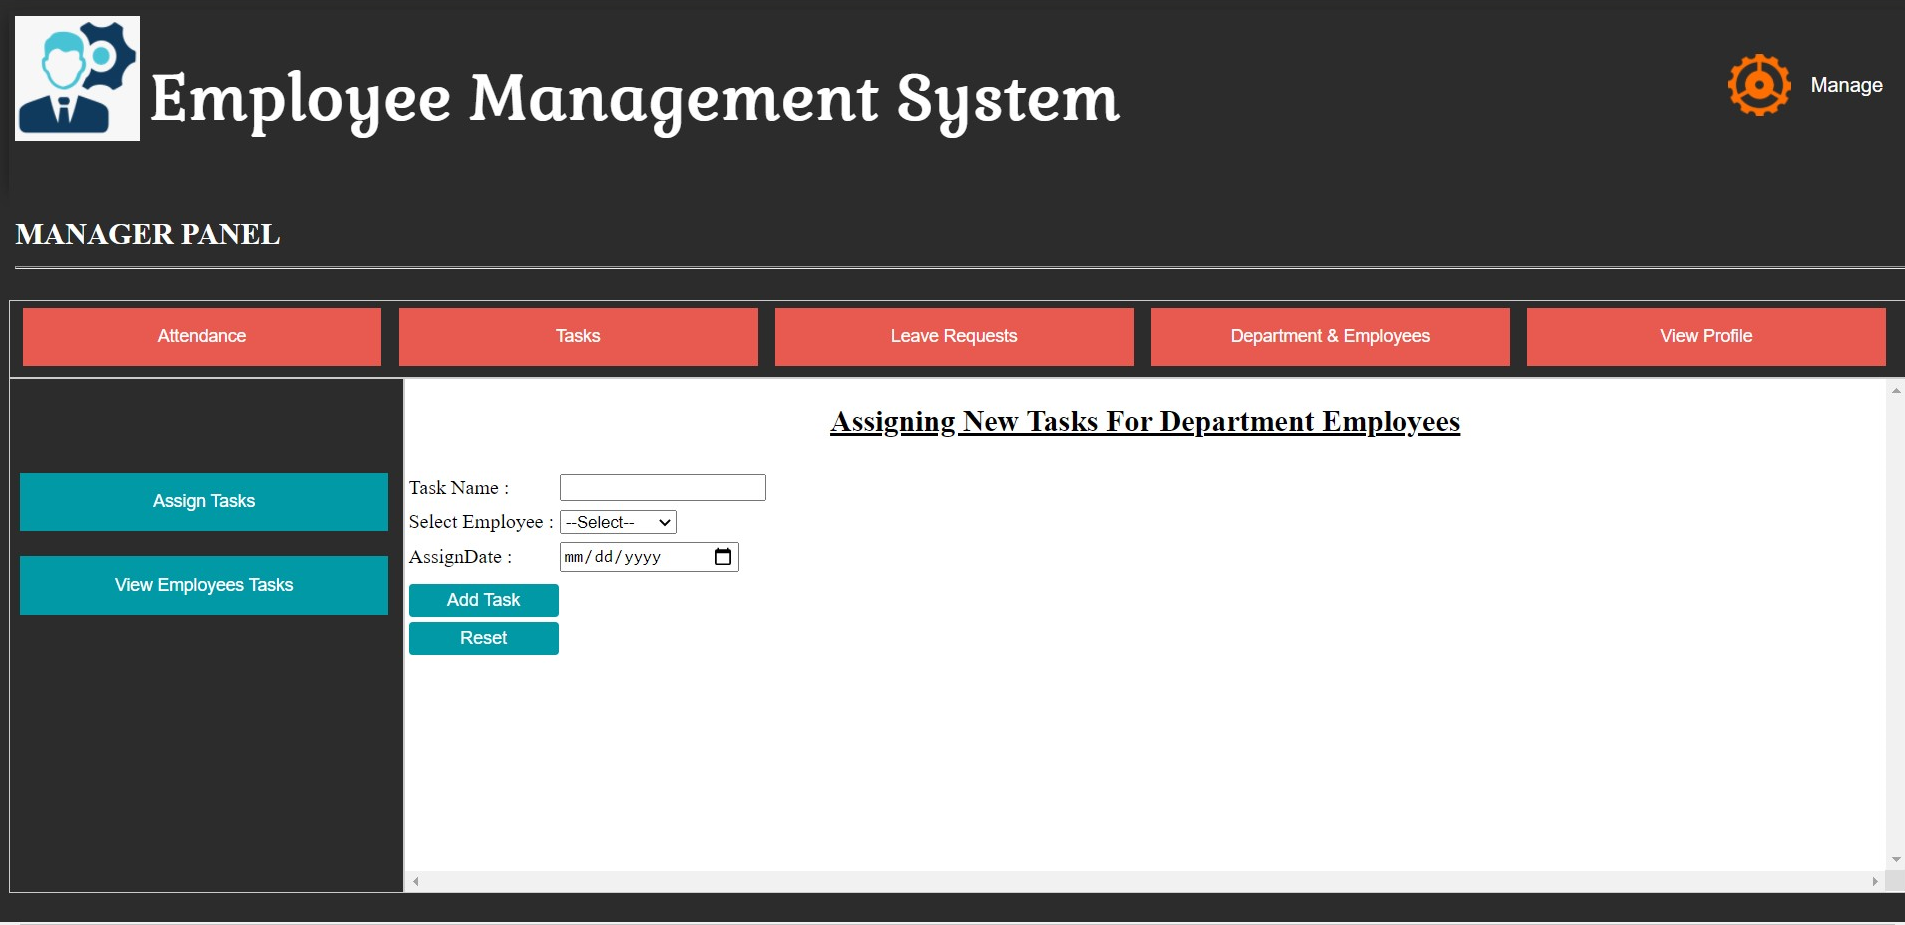 Employee Management System
Manage
MANAGER PANEL
Attendance
Tasks
Leave Requests
Department & Employees
View Profile
Assigning New Tasks For Department Employees
Assign Tasks
View Employees Tasks
Task Name :
Select Employee : --Select--
AssignDate : mm/dd/yyyy
Add Task
Reset